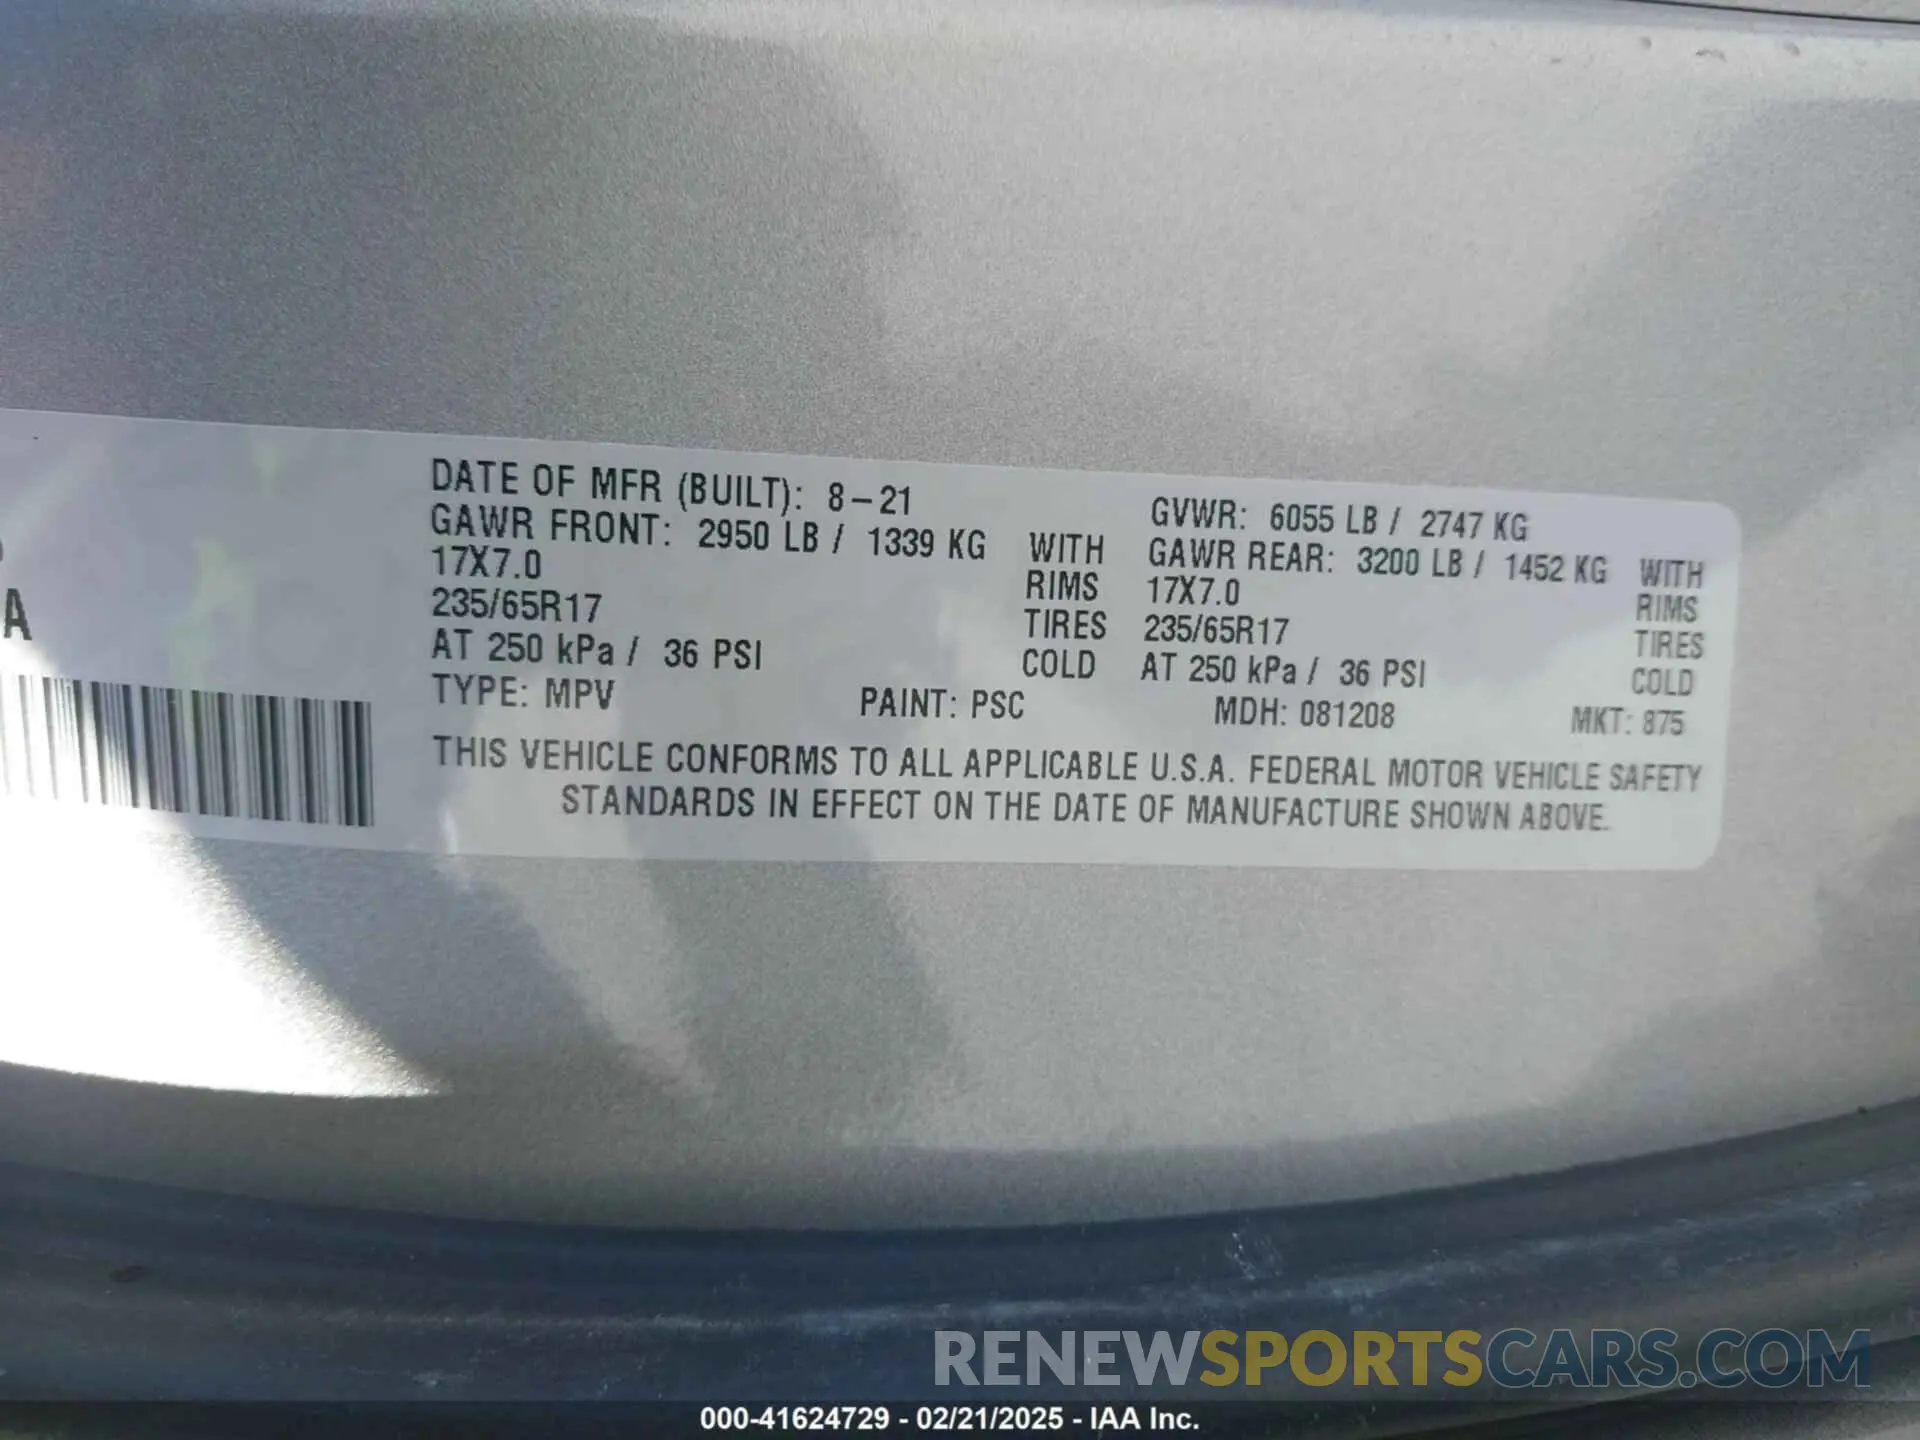 DATE OF MFR (BUILT): 8-21 GVWR: 6055 LB / 2747 KG
GAWR FRONT: 2950 LB / 1339 KG WITH GAWR REAR: 3200 LB / 1452 KG WITH
17X7.0 RIMS 17X7.0 RIMS
235/65R17 TIRES 235/65R17 TIRES
AT 250 kPa / 36 PSI COLD AT 250 kPa / 36 PSI COLD
TYPE: MPV PAINT: PSC MDH: 081208 MKT: 875
A
THIS VEHICLE CONFORMS TO ALL APPLICABLE U.S.A. FEDERAL MOTOR VEHICLE SAFETY
STANDARDS IN EFFECT ON THE DATE OF MANUFACTURE SHOWN ABOVE.
RENEWSPORTSCARS.COM
000-41624729 - 02/21/2025 - IAA Inc.